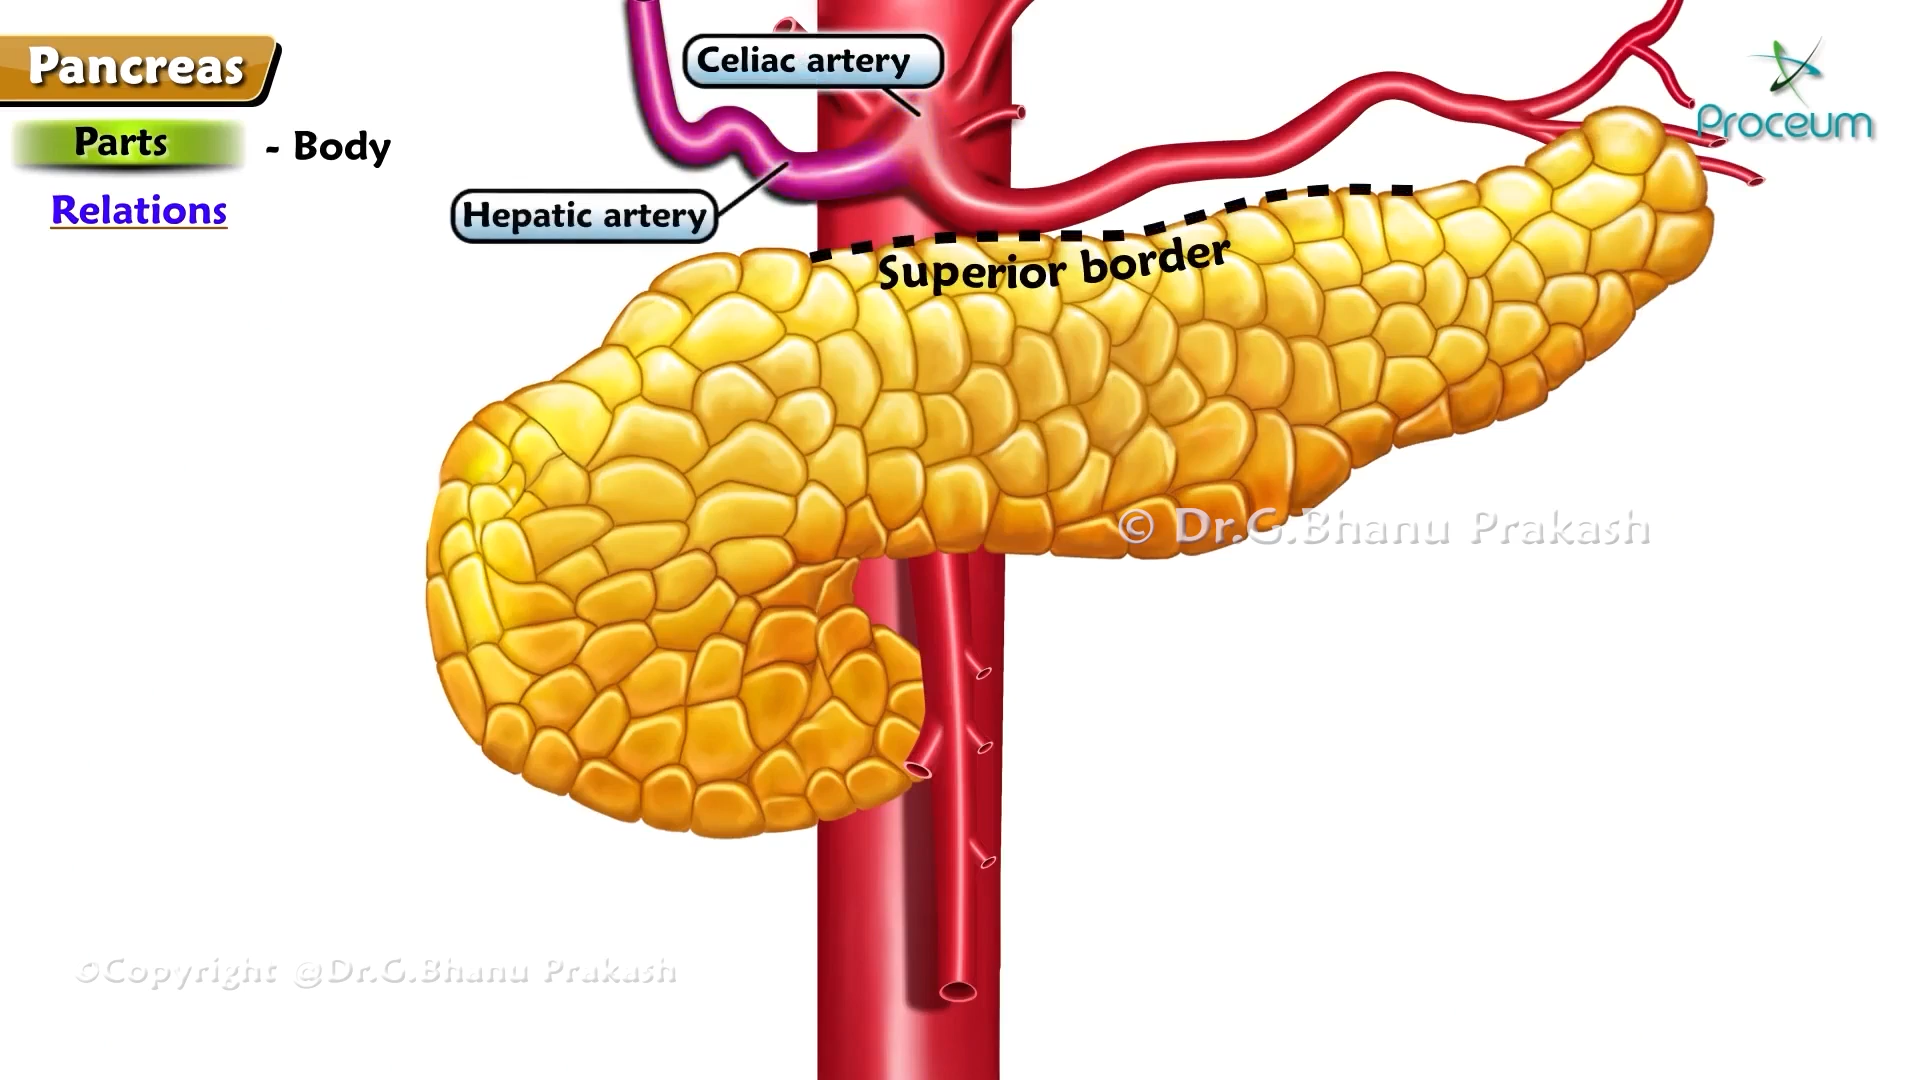 Pancreas
Parts
- Body
Relations
Celiac artery
Hepatic artery
Superior border
Proceum
© Dr.G.Bhanu Prakash
©Copyright @Dr.G.Bhanu Prakash